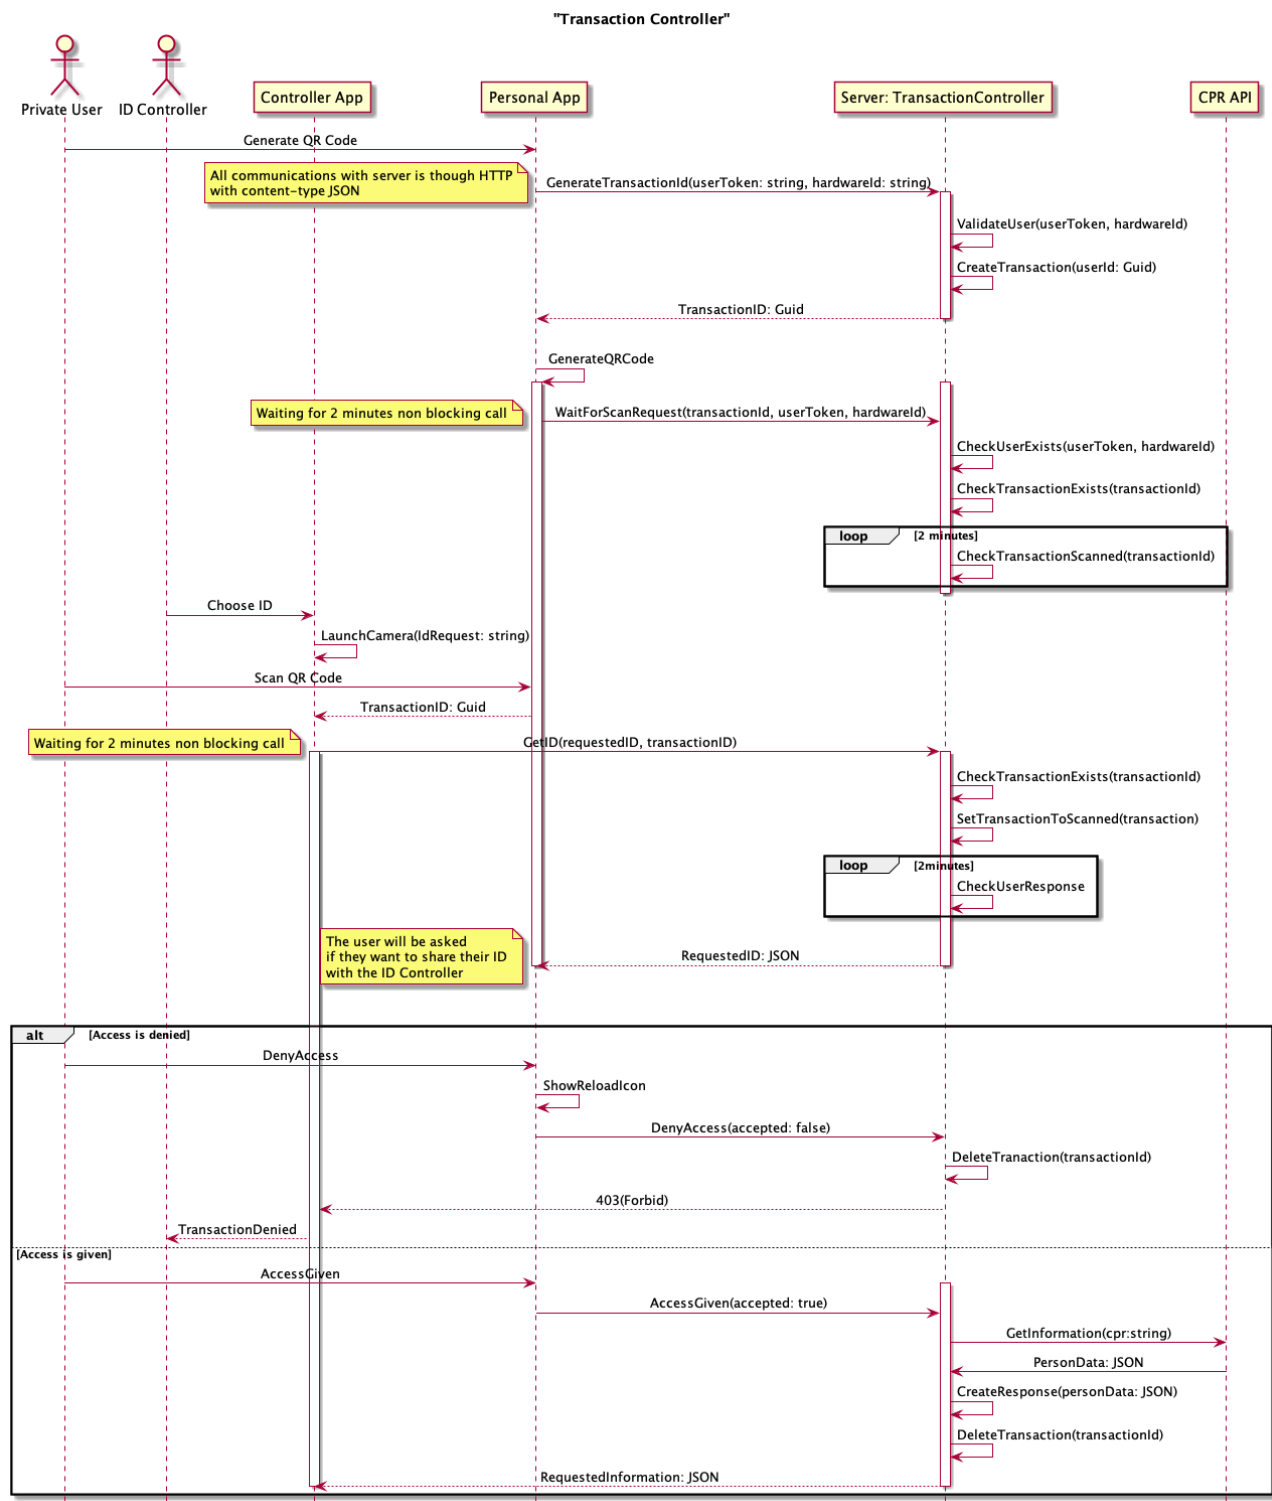 "Transaction Controller"
Private User
ID Controller
Controller App
Personal App
Server: TransactionController
CPR API
Generate QR Code
All communications with server is though HTTP
with content-type JSON
GenerateTransactionId(userToken: string, hardwareId: string)
ValidateUser(userToken, hardwareId)
CreateTransaction(userId: Guid)
TransactionID: Guid
GenerateQRCode
Waiting for 2 minutes non blocking call
WaitForScanRequest(transactionId, userToken, hardwareId)
CheckUserExists(userToken, hardwareId)
CheckTransactionExists(transactionId)
loop [2 minutes]
CheckTransactionScanned(transactionId)
Choose ID
LaunchCamera(IdRequest: string)
Scan QR Code
TransactionID: Guid
Waiting for 2 minutes non blocking call
GetID(requestedID, transactionID)
CheckTransactionExists(transactionId)
SetTransactionToScanned(transaction)
loop [2minutes]
CheckUserResponse
The user will be asked
if they want to share their ID
with the ID Controller
RequestedID: JSON
alt [Access is denied]
DenyAccess
ShowReloadIcon
DenyAccess(accepted: false)
DeleteTranaction(transactionId)
403(Forbid)
TransactionDenied
[Access is given]
AccessGiven
AccessGiven(accepted: true)
GetInformation(cpr:string)
PersonData: JSON
CreateResponse(personData: JSON)
DeleteTransaction(transactionId)
RequestedInformation: JSON